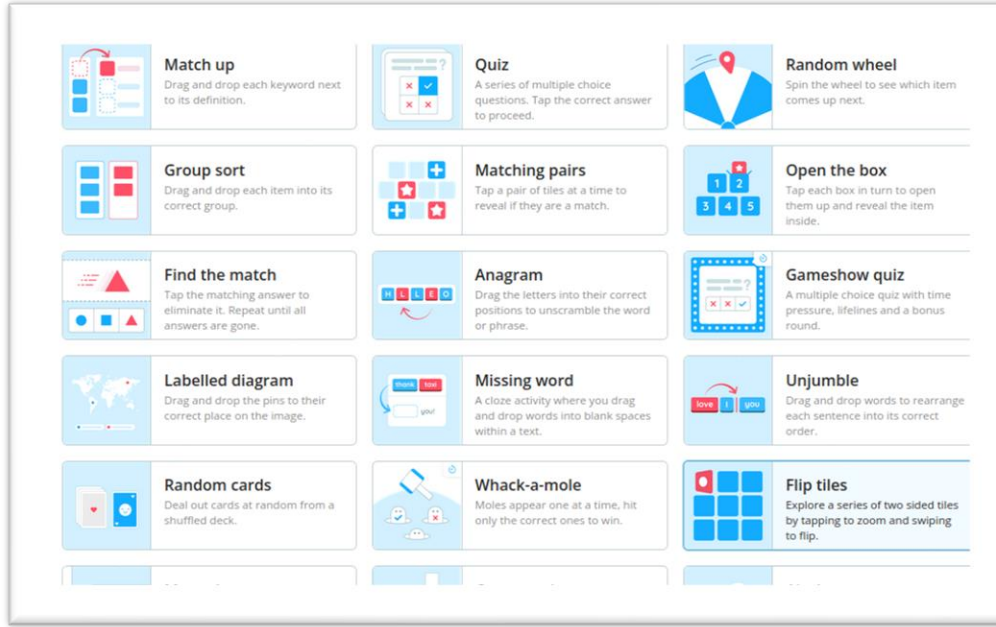 Match up
Drag and drop each keyword next
to its definition.
Quiz
A series of multiple choice
questions. Tap the correct answer
to proceed.
Random wheel
Spin the wheel to see which item
comes up next.
Group sort
Drag and drop each item into its
correct group.
Matching pairs
Tap a pair of tiles at a time to
reveal if they are a match.
1 2
3 4 5
Open the box
Tap each box in turn to open
them up and reveal the item
inside.
Find the match
Tap the matching answer to
eliminate it. Repeat until all
answers are gone.
H L L E O
Anagram
Drag the letters into their correct
positions to unscramble the word
or phrase.
?
Gameshow quiz
A multiple choice quiz with time
pressure, lifelines and a bonus
round.
Labelled diagram
Drag and drop the pins to their
correct place on the image.
thank taxi
you!
Missing word
A cloze activity where you drag
and drop words into blank spaces
within a text.
love I you
Unjumble
Drag and drop words to rearrange
each sentence into its correct
order.
Random cards
Deal out cards at random from a
shuffled deck.
Whack-a-mole
Moles appear one at a time, hit
only the correct ones to win.
Flip tiles
Explore a series of two sided tiles
by tapping to zoom and swiping
to flip.